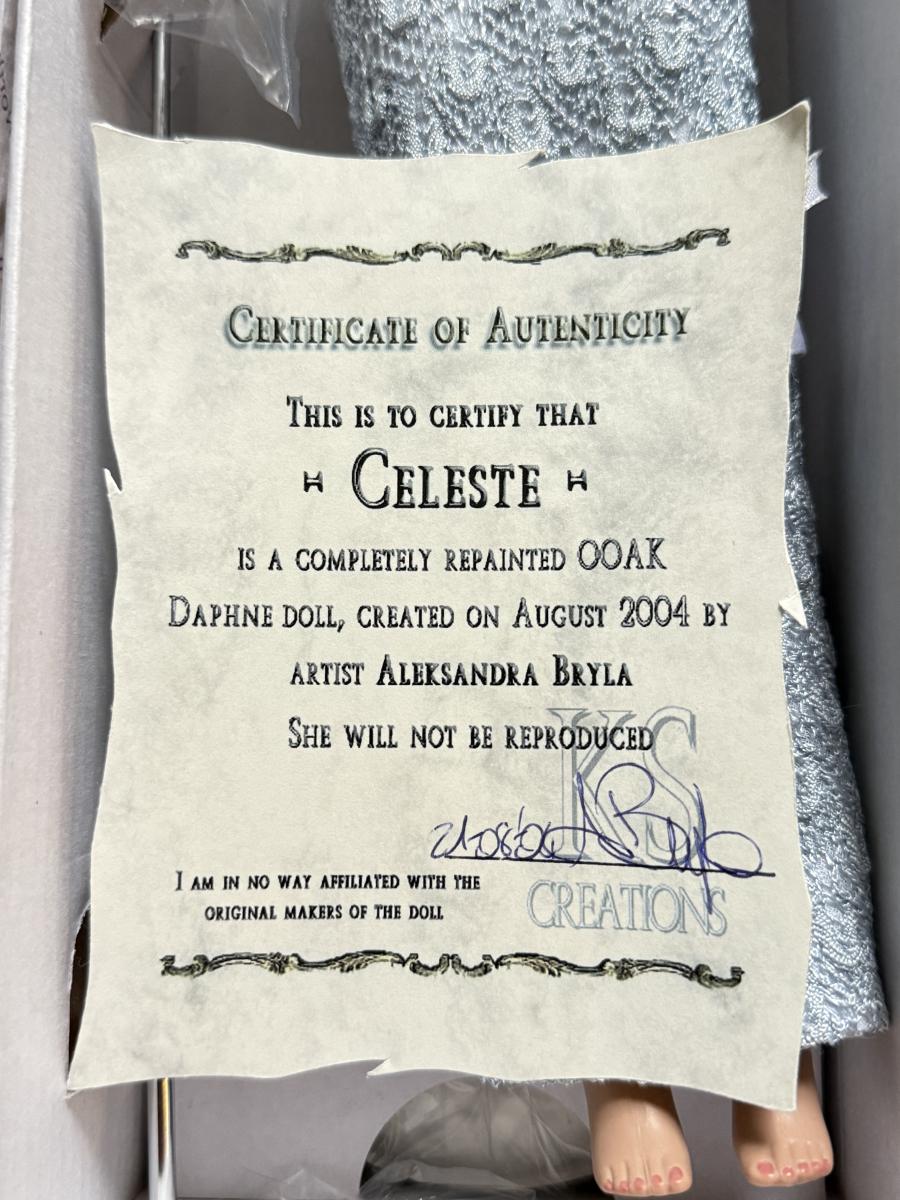 Certificate of Autenticity
This is to certify that
Celeste
is a completely repainted OOAK
Daphne doll, created on August 2004 by
artist Aleksandra Bryla
She will not be reproduced
KS
21-08-04
I am in no way affiliated with the
original makers of the doll
Creations